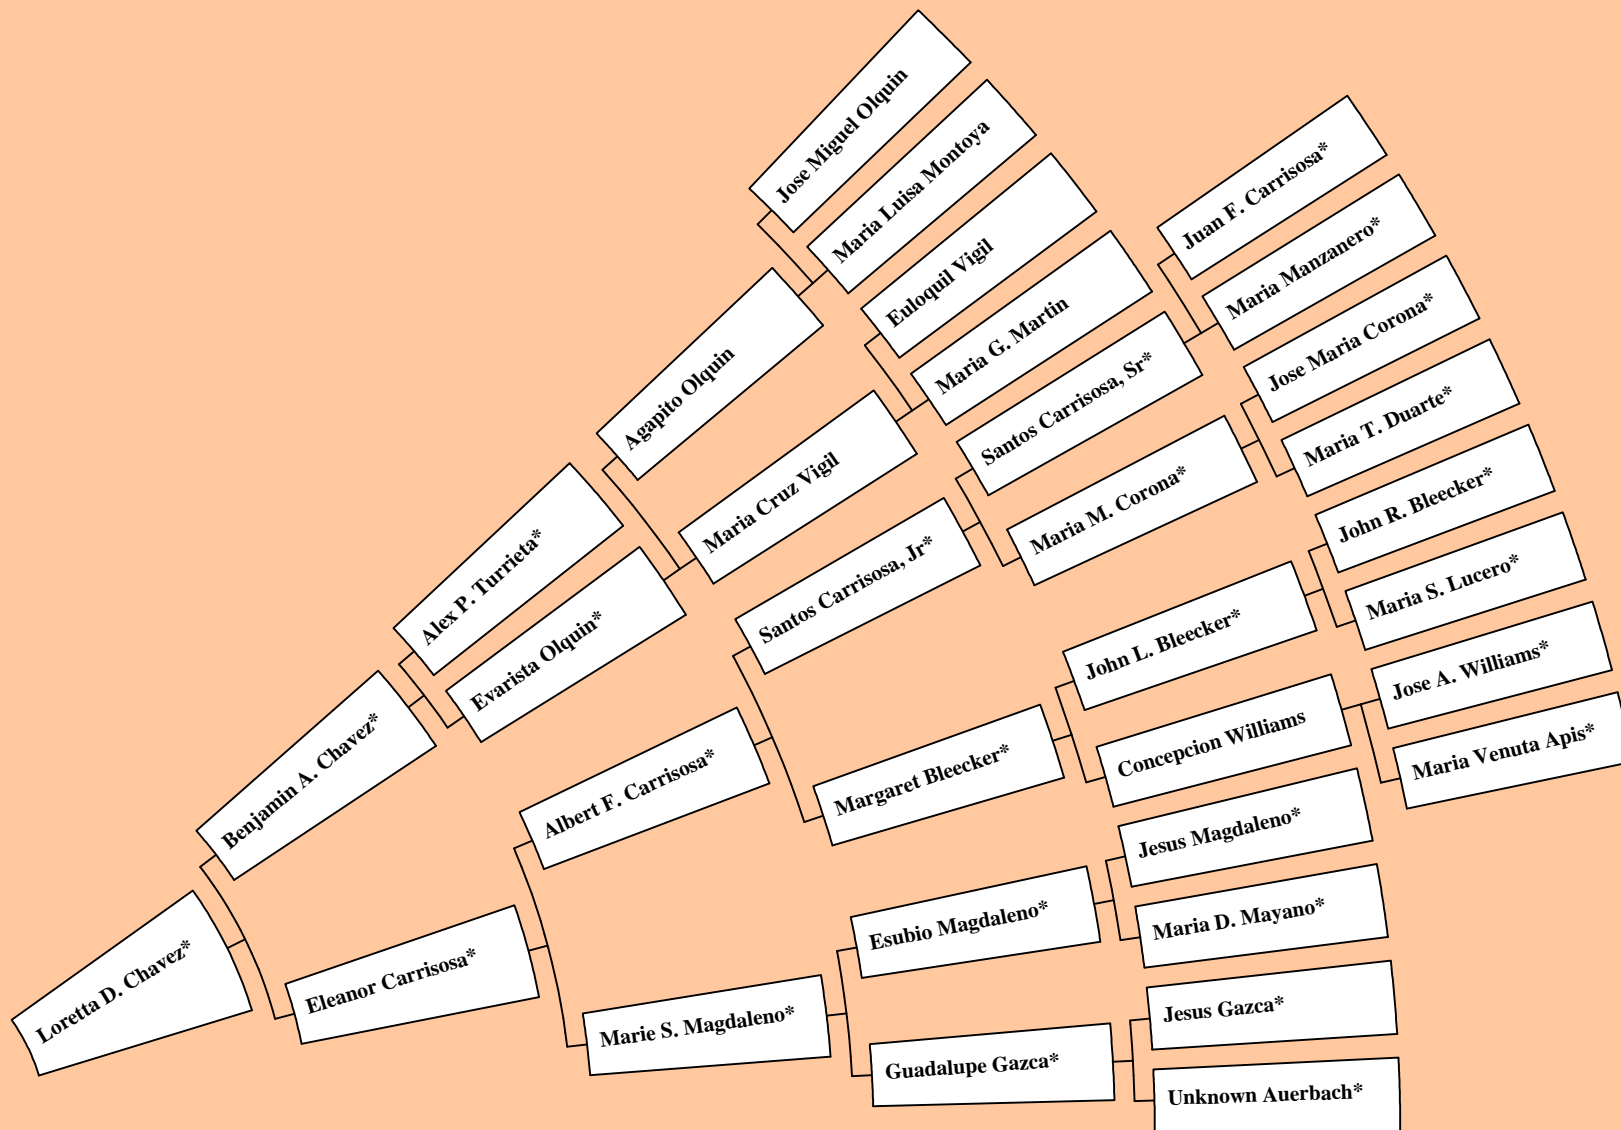 Jose Miguel Olquin
Maria Luisa Montoya
Euloquil Vigil
Maria G. Martin
Juan F. Carrisosa*
Maria Manzanero*
Jose Maria Corona*
Maria T. Duarte*
John R. Bleecker*
Maria S. Lucero*
Jose A. Williams*
Maria Venuta Apis*
Agapito Olquin
Maria Cruz Vigil
Santos Carrisosa, Sr*
Maria M. Corona*
John L. Bleecker*
Concepcion Williams
Jesus Magdaleno*
Maria D. Mayano*
Jesus Gazca*
Unknown Auerbach*
Alex P. Turrieta*
Evarista Olquin*
Santos Carrisosa, Jr*
Margaret Bleecker*
Esubio Magdaleno*
Guadalupe Gazca*
Benjamin A. Chavez*
Albert F. Carrisosa*
Marie S. Magdaleno*
Eleanor Carrisosa*
Loretta D. Chavez*